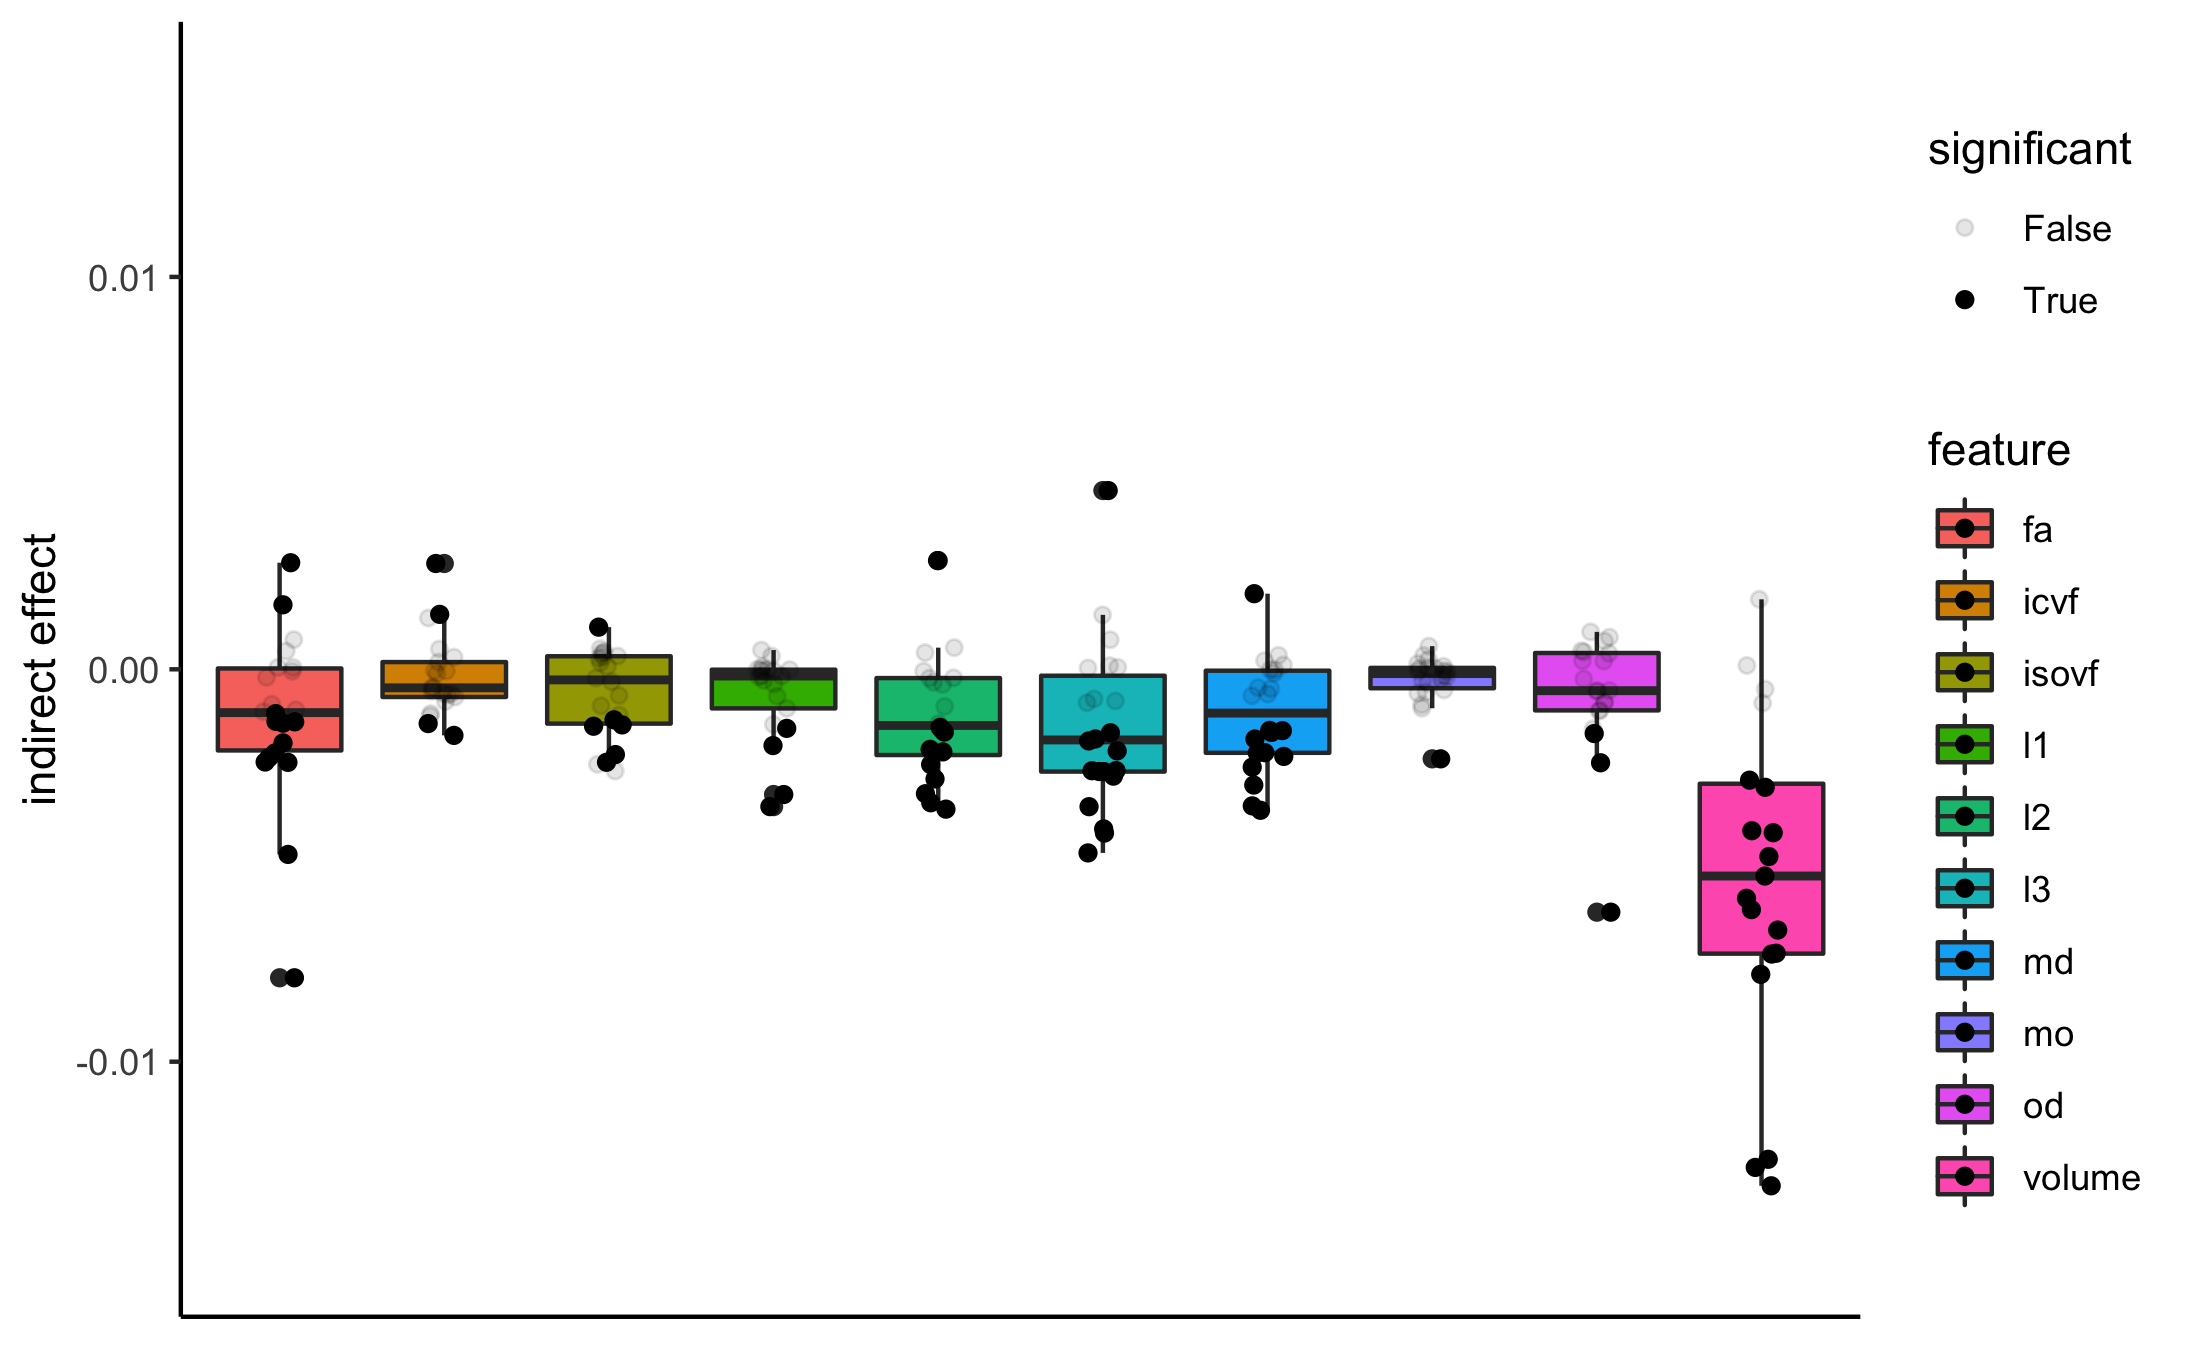 indirect effect
0.01
0.00
-0.01
significant
False
True
feature
fa
icvf
isovf
l1
l2
l3
md
mo
od
volume